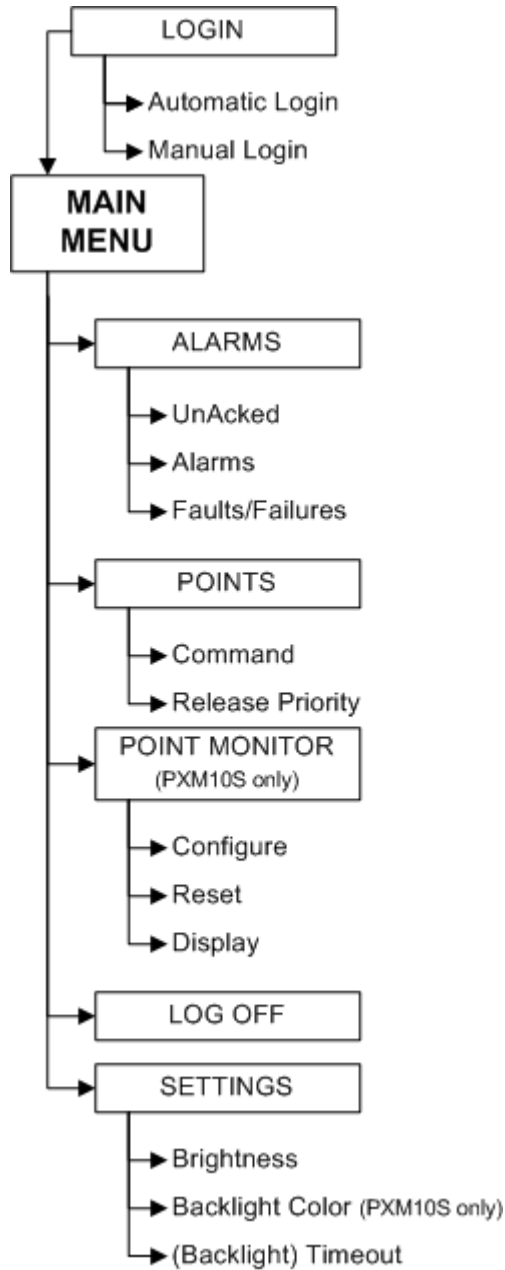 LOGIN
Automatic Login
Manual Login
MAIN
MENU
ALARMS
UnAcked
Alarms
Faults/Failures
POINTS
Command
Release Priority
POINT MONITOR
(PXM10S only)
Configure
Reset
Display
LOG OFF
SETTINGS
Brightness
Backlight Color (PXM10S only)
(Backlight) Timeout